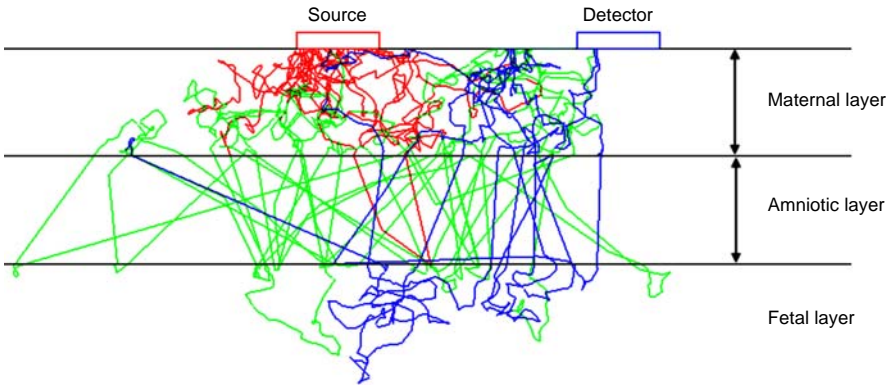 Source
Detector
Maternal layer
Amniotic layer
Fetal layer